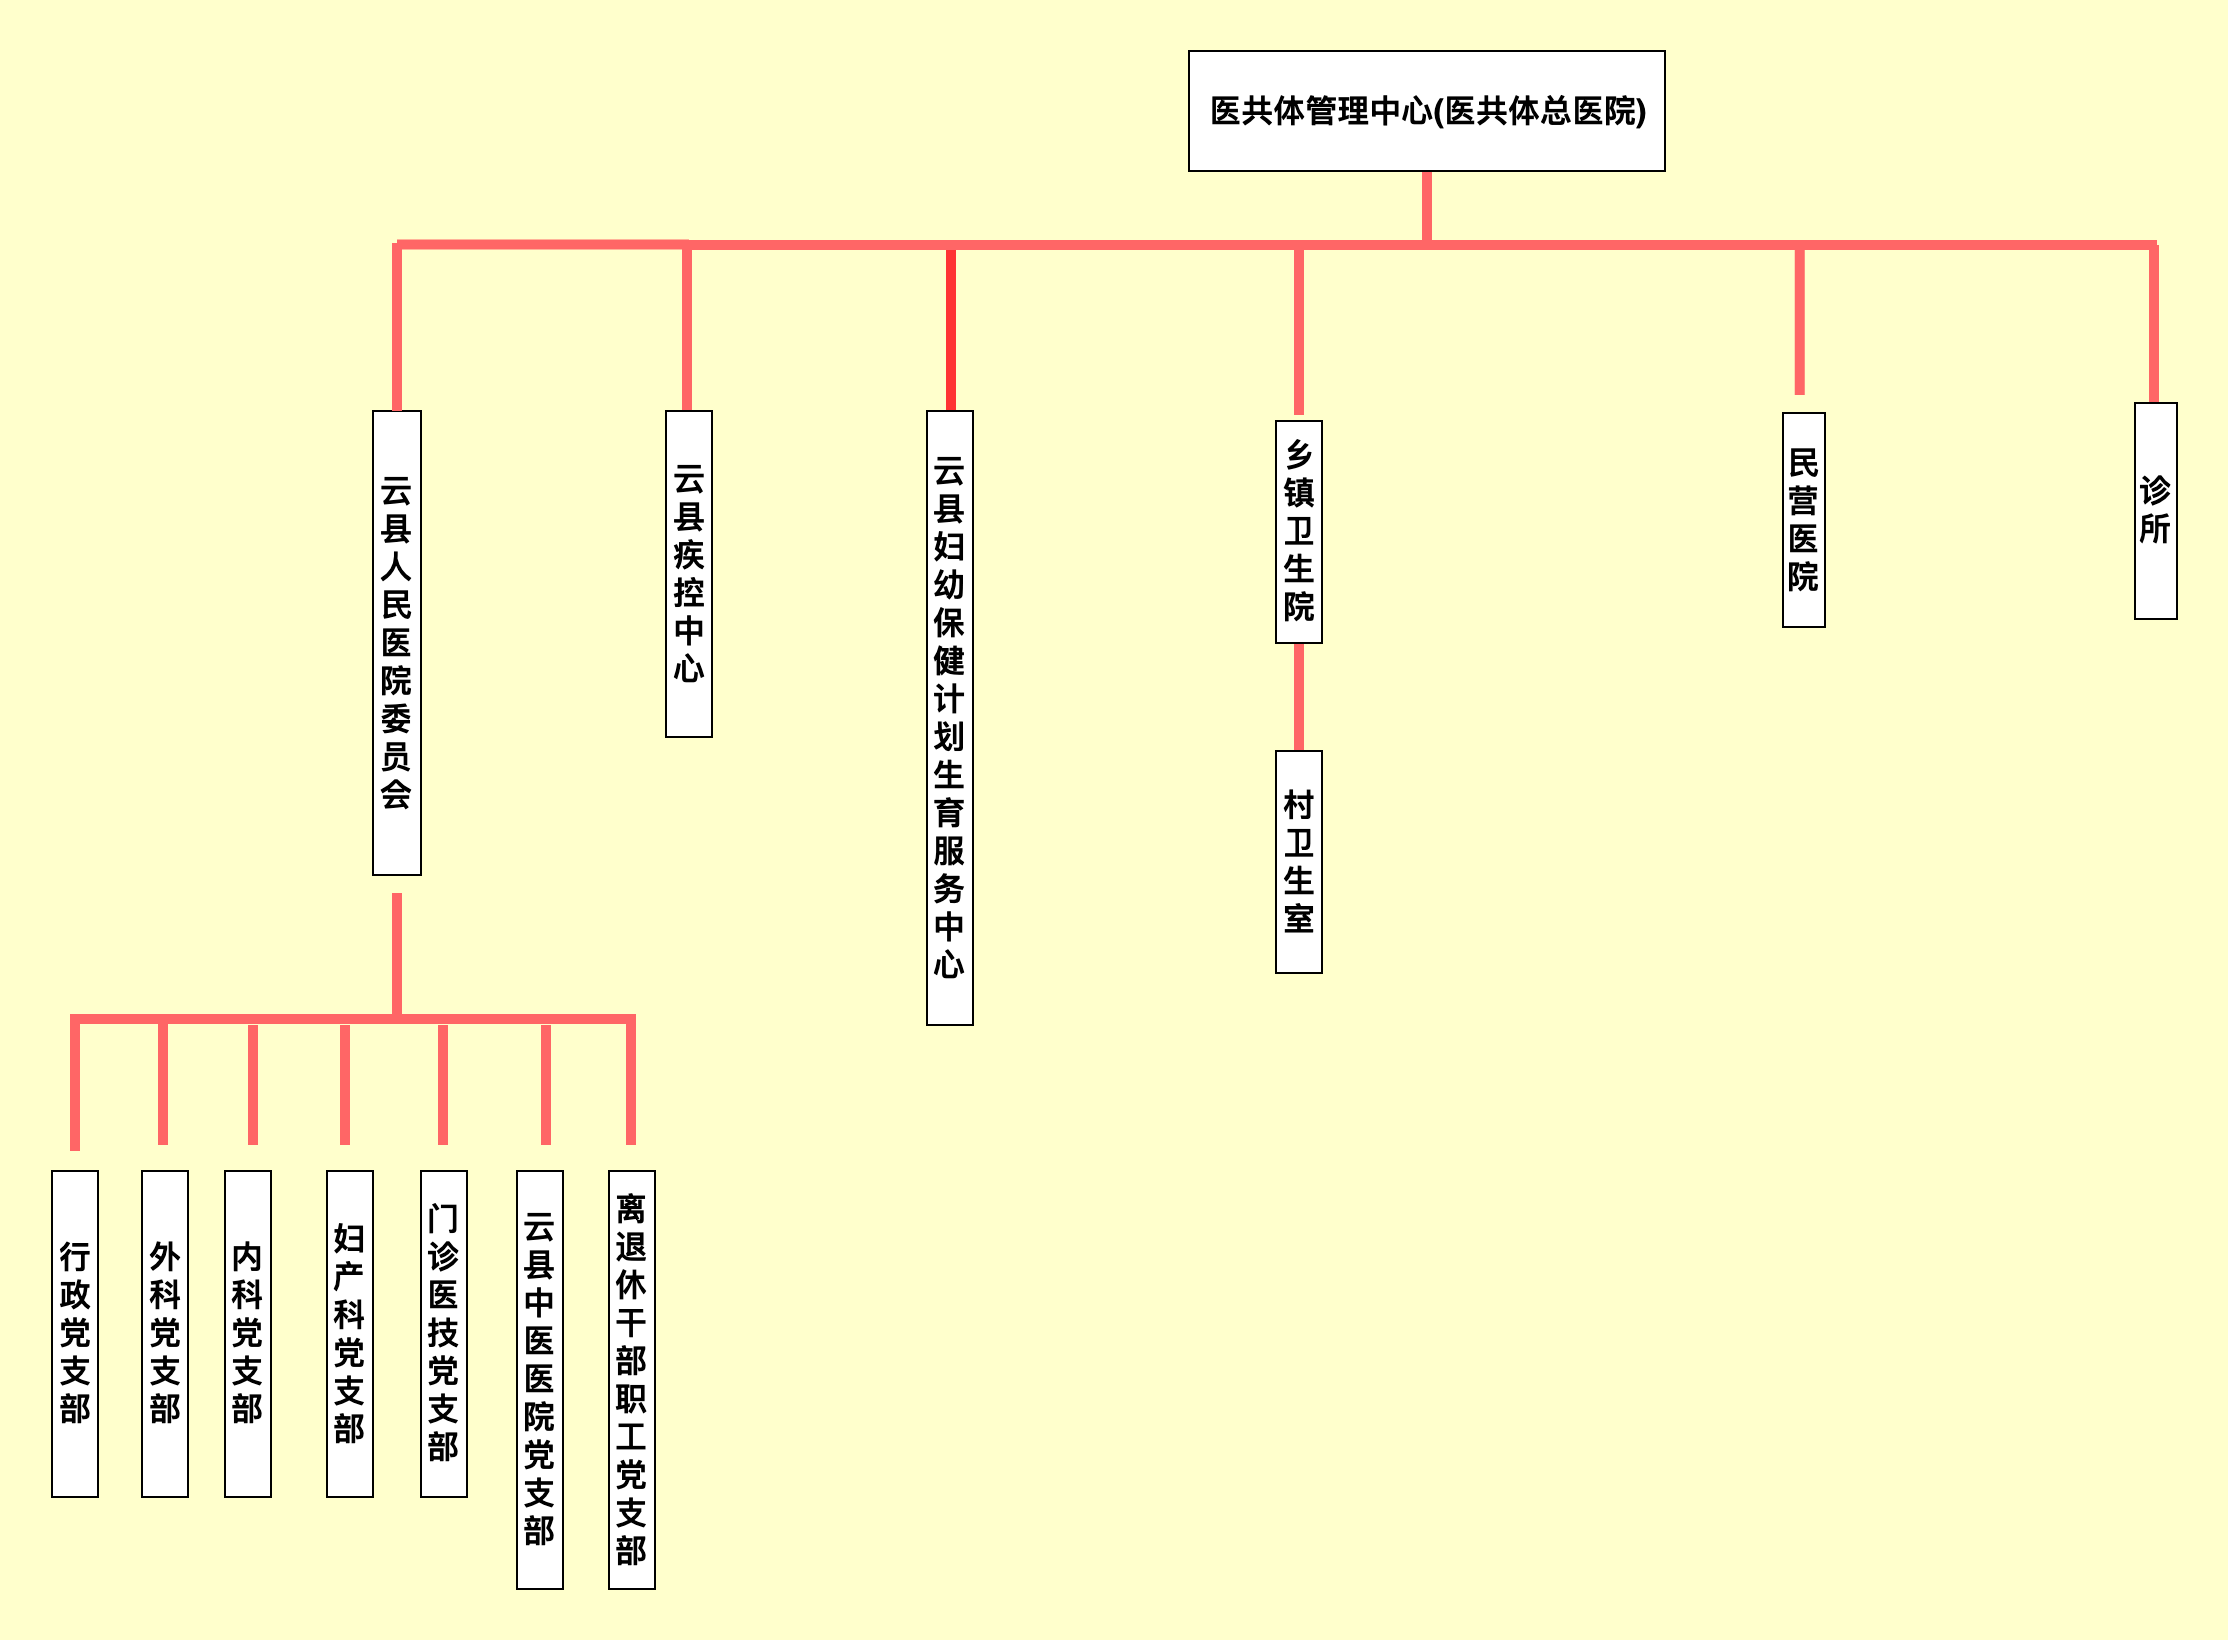 医共体管理中心(医共体总医院)
云县人民医院委员会
云县疾控中心
云县妇幼保健计划生育服务中心
乡镇卫生院
民营医院
诊所
村卫生室
行政党支部
外科党支部
内科党支部
妇产科党支部
门诊医技党支部
云县中医医院党支部
离退休干部职工党支部